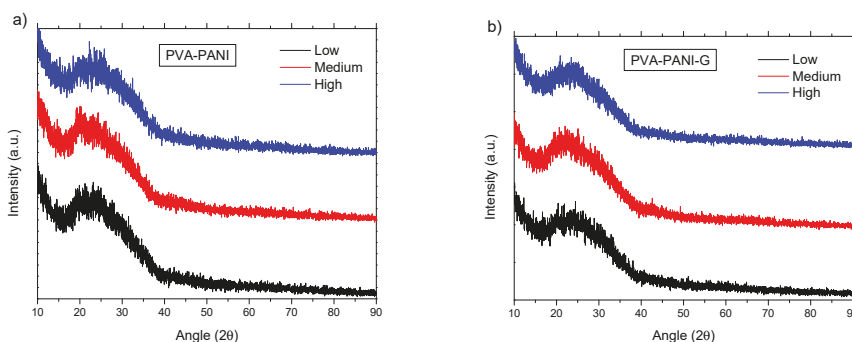 a)
PVA-PANI
Low
Medium
High
Intensity (a.u.)
10 20 30 40 50 60 70 80 90
Angle (2θ)
b)
PVA-PANI-G
Low
Medium
High
Intensity (a.u.)
10 20 30 40 50 60 70 80
Angle (2θ)